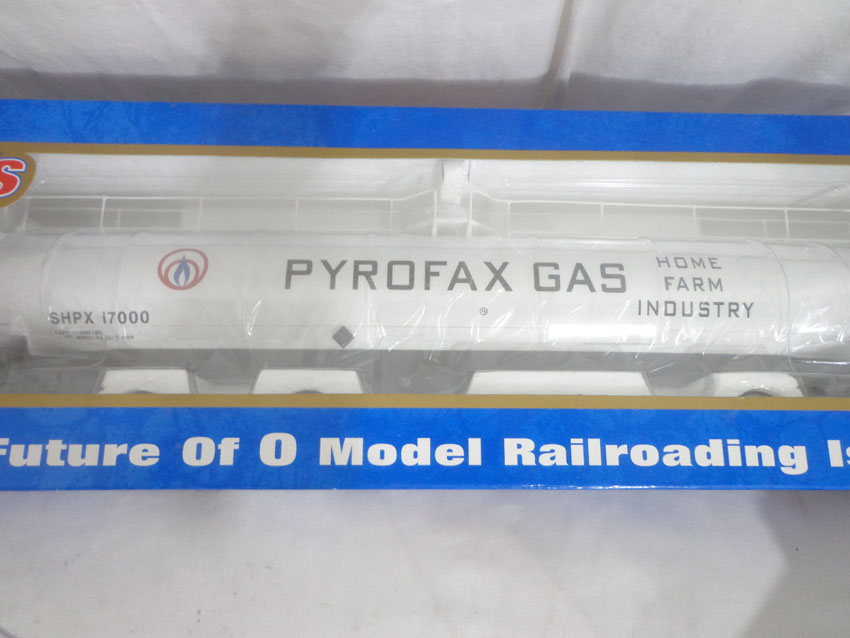 S
PYROFAX GAS
®
HOME
FARM
INDUSTRY
SHPX 17000
Future Of O Model Railroading Is